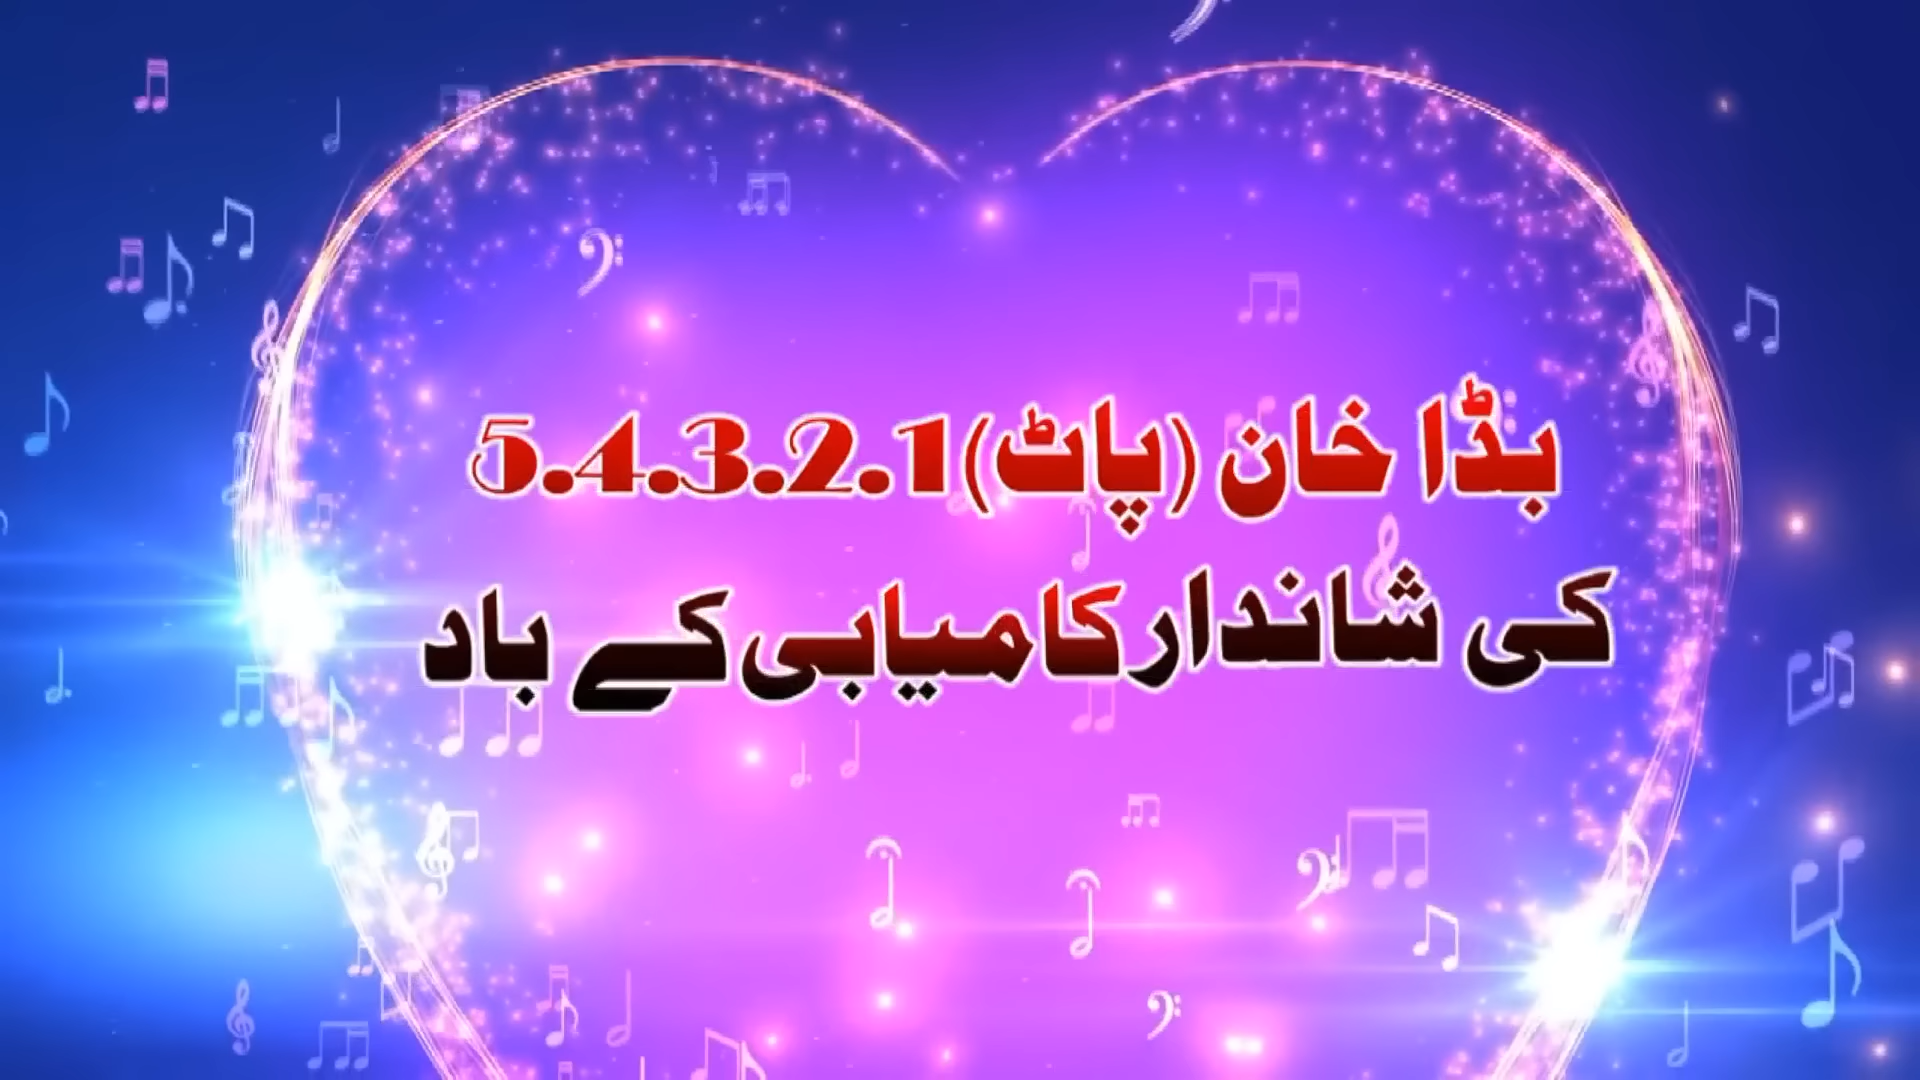 بڈا خان (پاٹ)5.4.3.2.1
کی شاندار کامیابی کے باد